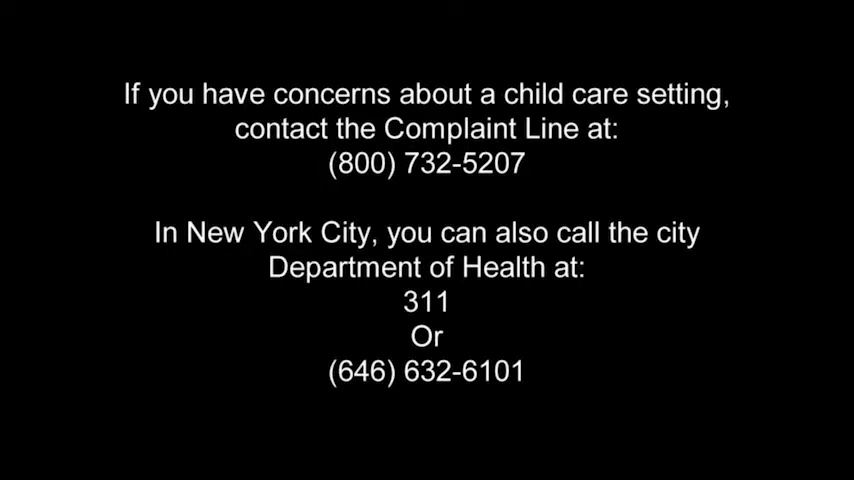 If you have concerns about a child care setting,
contact the Complaint Line at:
(800) 732-5207
In New York City, you can also call the city
Department of Health at:
311
Or
(646) 632-6101